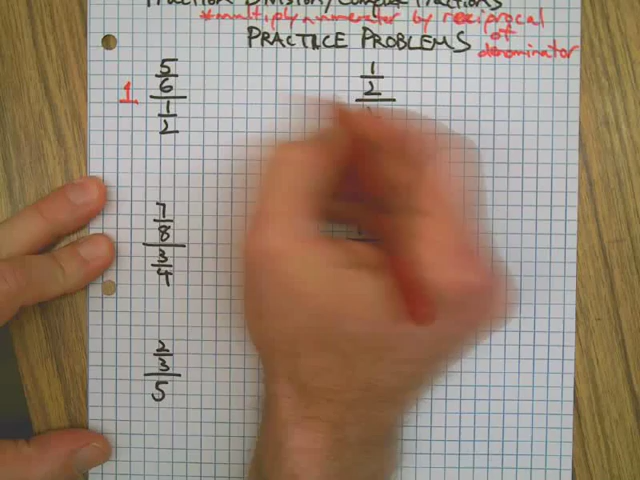 Fraction Division/Complex Fractions
*multiply numerator by reciprocal
of
PRACTICE PROBLEMS denominator
1. 5/6
1/2
1/2
7/8
3/4
2/3
5